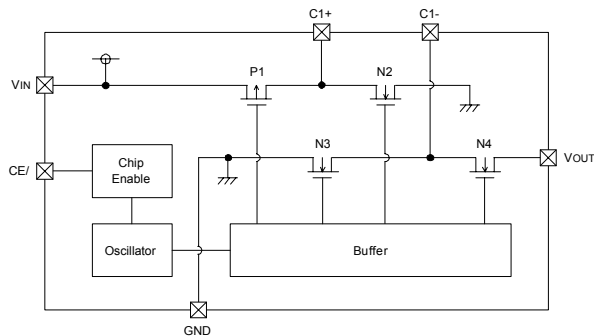 C1+ C1-
VIN P1 N2
N3 N4 VOUT
CE/ Chip
Enable
Oscillator Buffer
GND